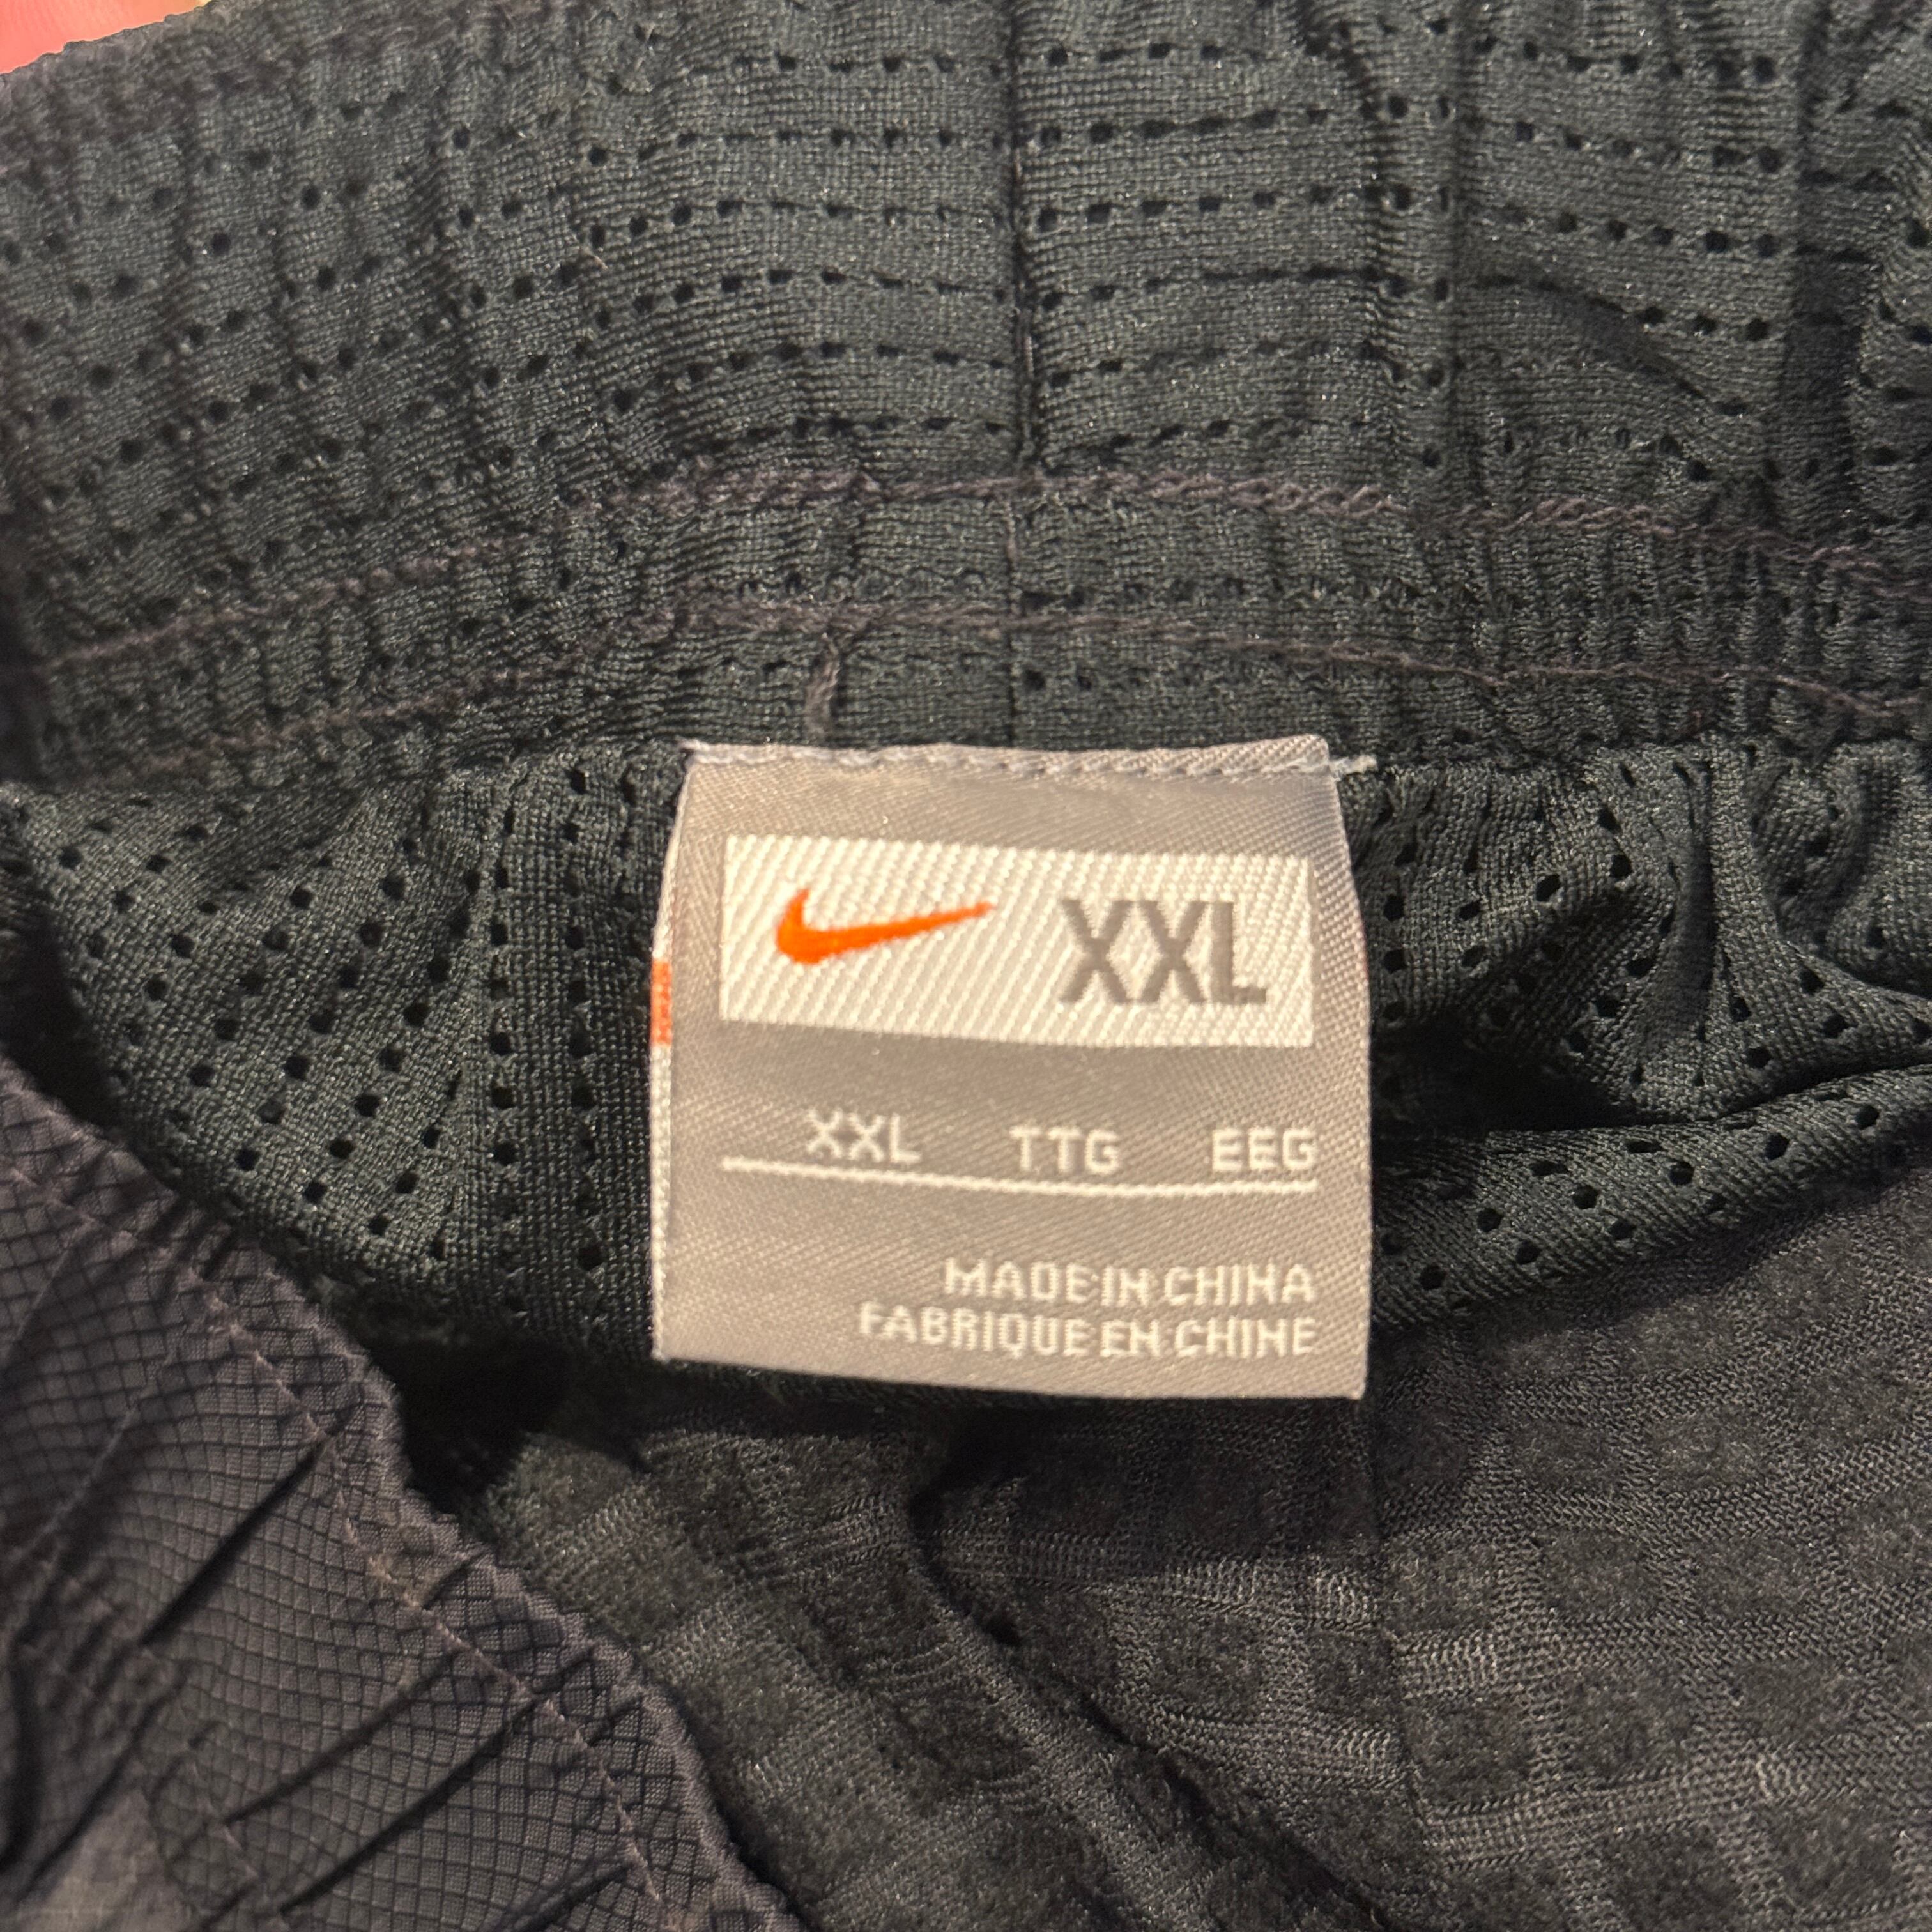 XXL
XXL TTG EEG
MADE IN CHINA
FABRIQUE EN CHINE